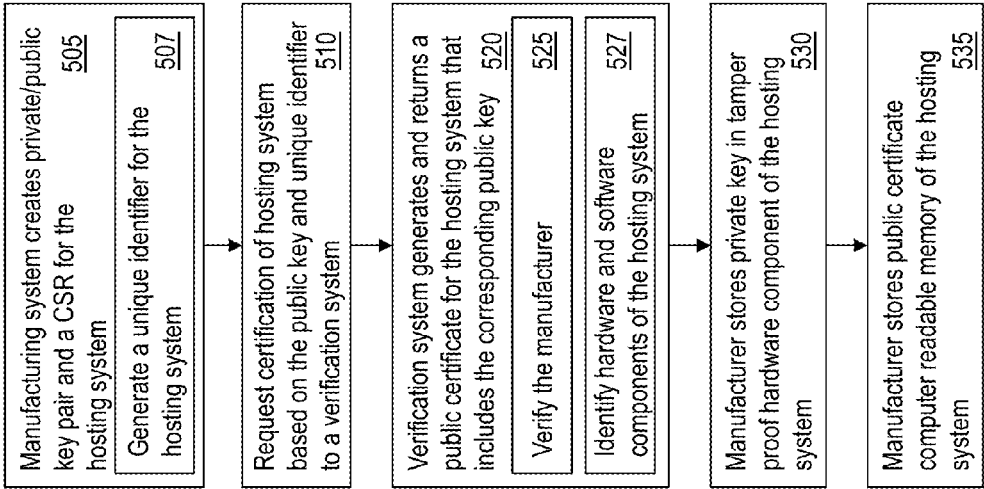 Manufacturing system creates private/public
key pair and a CSR for the
hosting system
505
Generate a unique identifier for the
hosting system
507
Request certification of hosting system
based on the public key and unique identifier
to a verification system
510
Verification system generates and returns a
public certificate for the hosting system that
includes the corresponding public key
520
Verify the manufacturer
525
Identify hardware and software
components of the hosting system
527
Manufacturer stores private key in tamper
proof hardware component of the hosting
system
530
Manufacturer stores public certificate
computer readable memory of the hosting
system
535